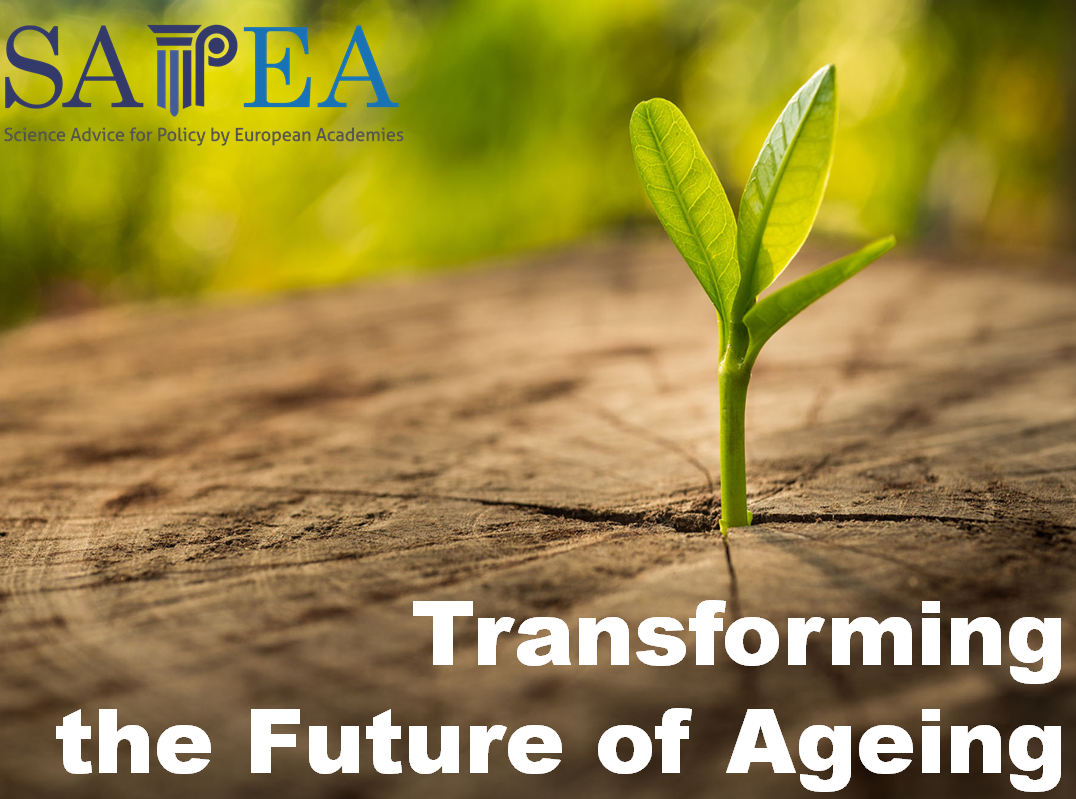 SAPEA
Science Advice for Policy by European Academies
Transforming
the Future of Ageing